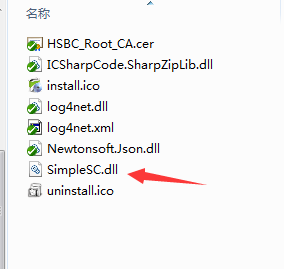 名称
HSBC_Root_CA.cer
ICSharpCode.SharpZipLib.dll
install.ico
log4net.dll
log4net.xml
Newtonsoft.Json.dll
SimpleSC.dll
uninstall.ico